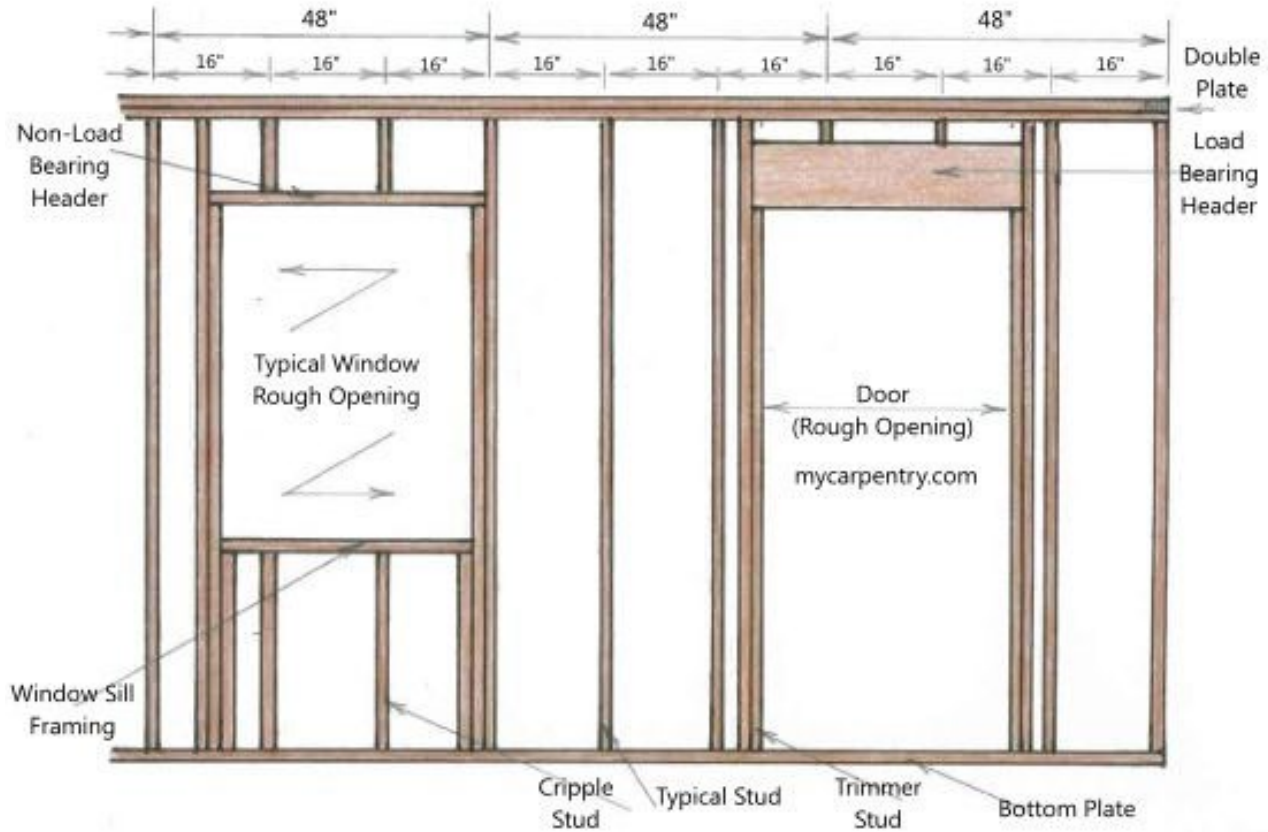 48" 48" 48"
16" 16" 16" 16" 16" 16" 16" 16" 16"
Double
Plate
Non-Load
Bearing
Header
Load
Bearing
Header
Typical Window
Rough Opening
Door
(Rough Opening)
mycarpentry.com
Window Sill
Framing
Cripple
Stud
Typical Stud
Trimmer
Stud
Bottom Plate